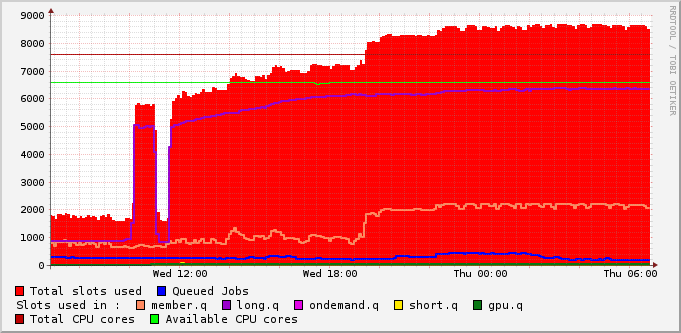 9000
8000
7000
6000
5000
4000
3000
2000
1000
0
Wed 12:00 Wed 18:00 Thu 00:00 Thu 06:00
RRDTOOL / TOBI OETIKER
Total slots used Queued Jobs
Slots used in : member.q long.q ondemand.q short.q gpu.q
Total CPU cores Available CPU cores